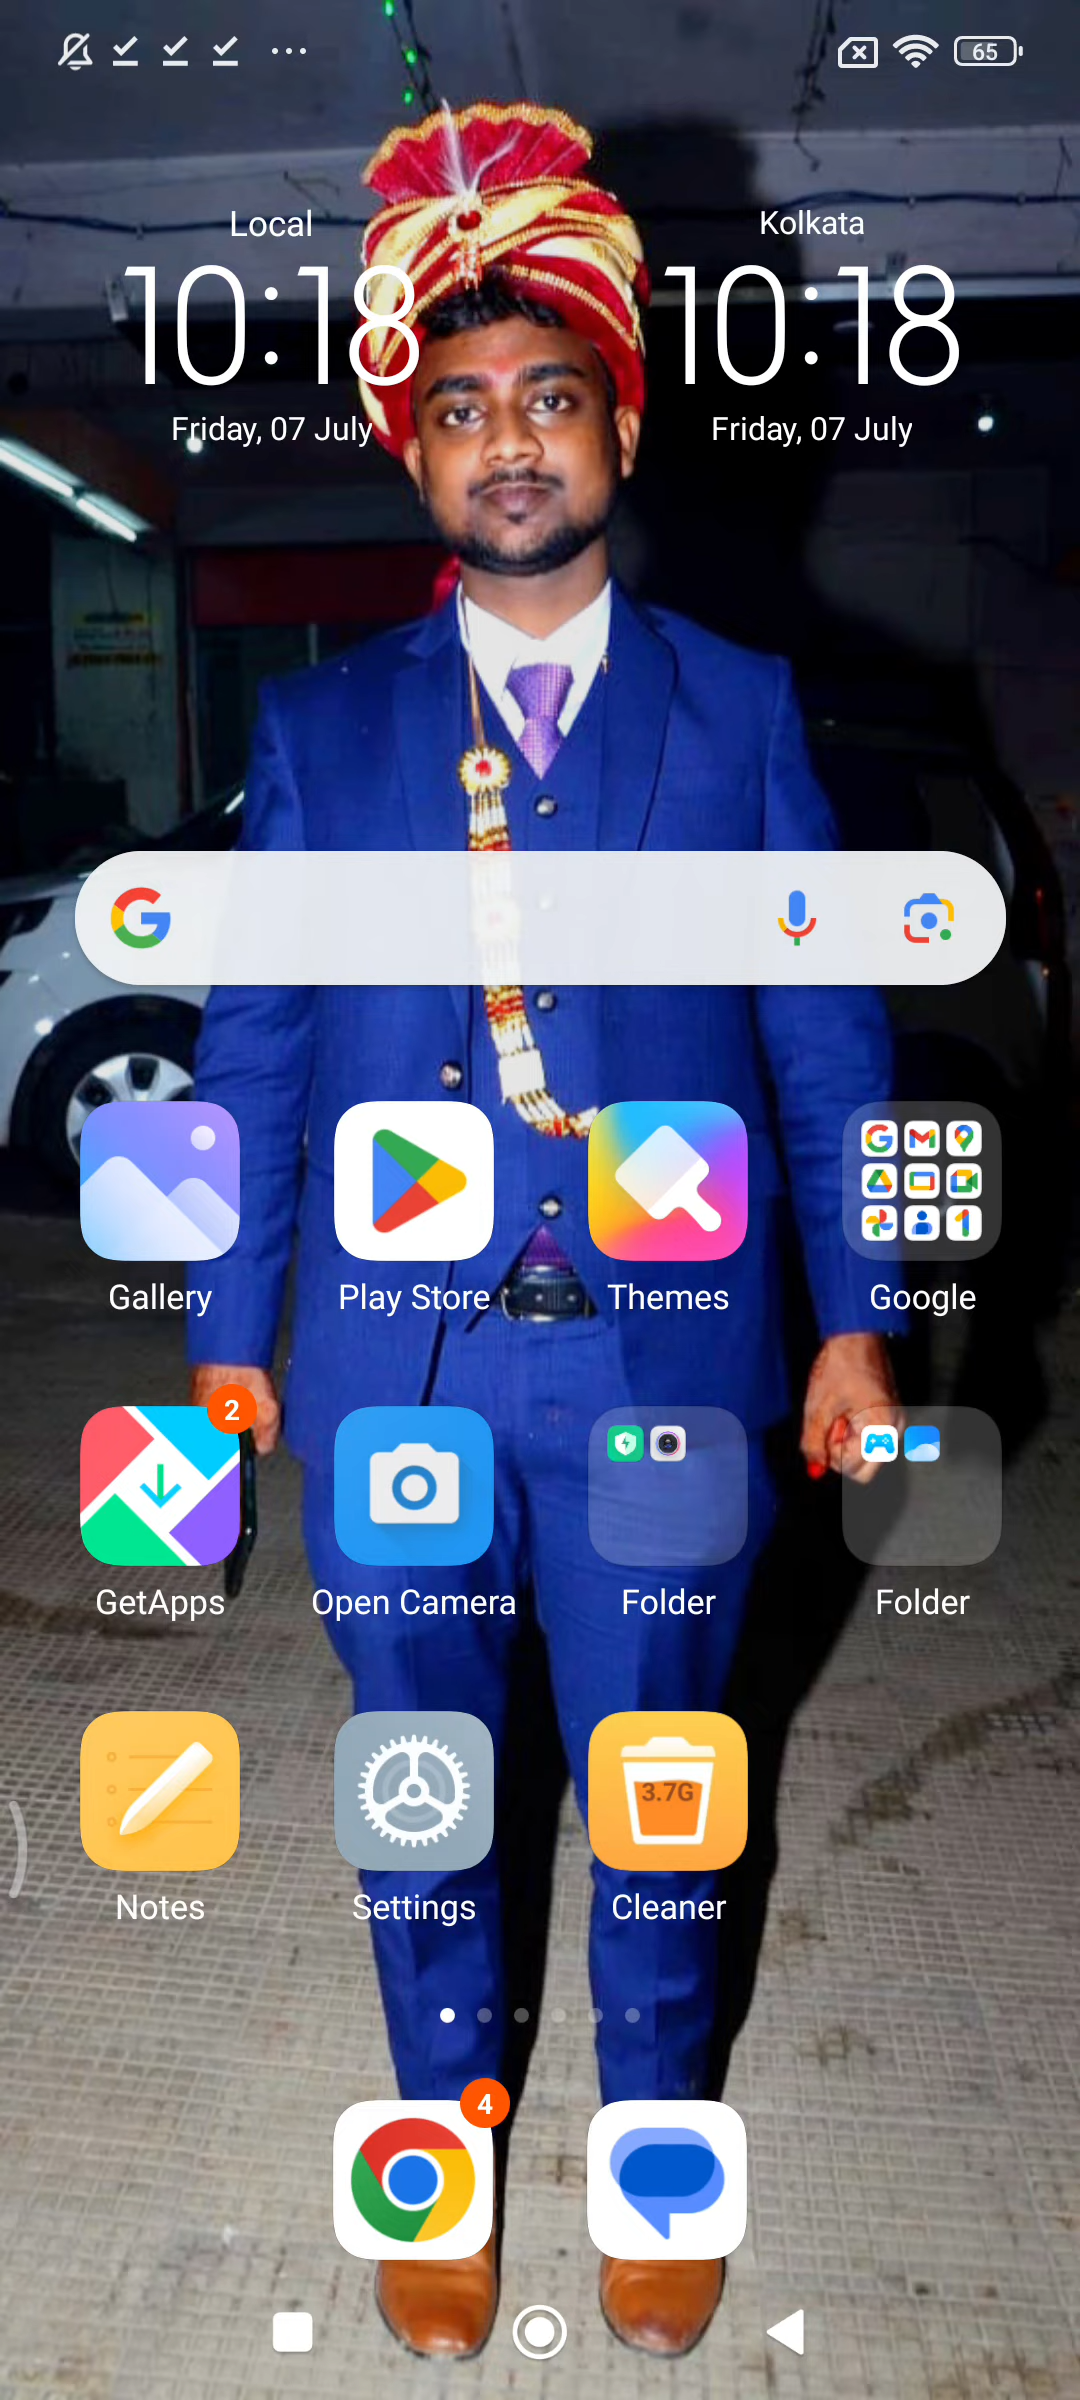 65
Local
Kolkata
10:18
10:18
Friday, 07 July
Friday, 07 July
Gallery
Play Store
Themes
Google
2
GetApps
Open Camera
Folder
Folder
3.7G
Notes
Settings
Cleaner
4